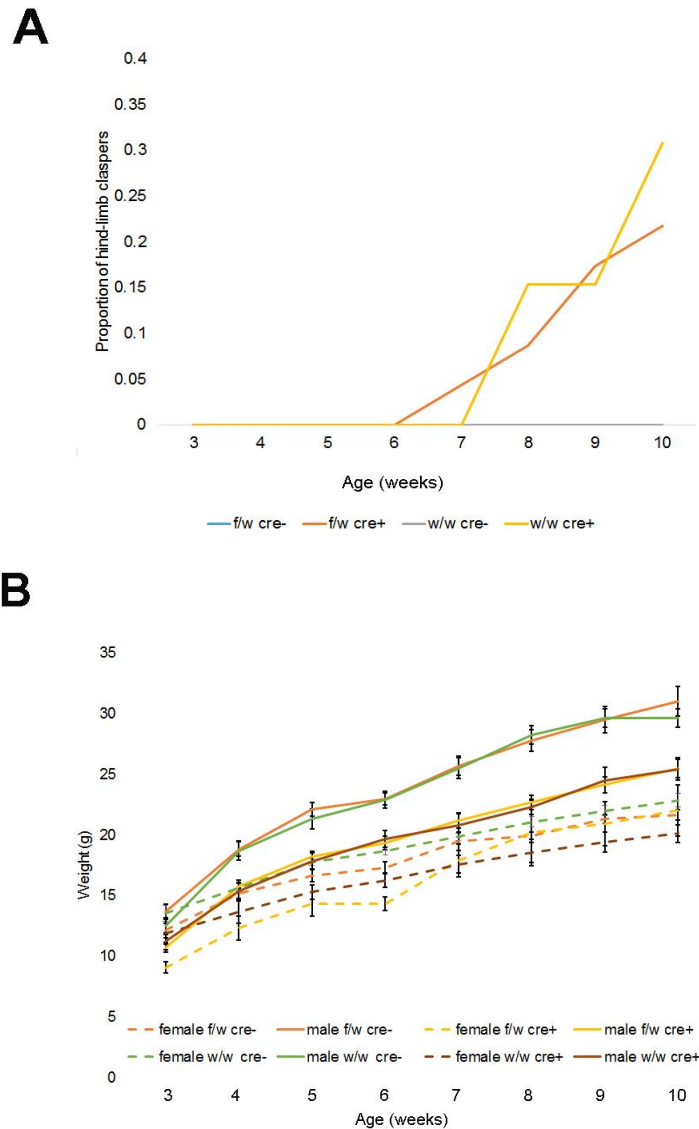 A
Proportion of hind-limb claspers
0.4
0.35
0.3
0.25
0.2
0.15
0.1
0.05
0
3 4 5 6 7 8 9 10
Age (weeks)
f/w cre- f/w cre+ w/w cre- w/w cre+
B
Weight (g)
35
30
25
20
15
10
5
0
female f/w cre- male f/w cre- female f/w cre+ male f/w cre+
female w/w cre- male w/w cre- female w/w cre+ male w/w cre+
3 4 5 6 7 8 9 10
Age (weeks)